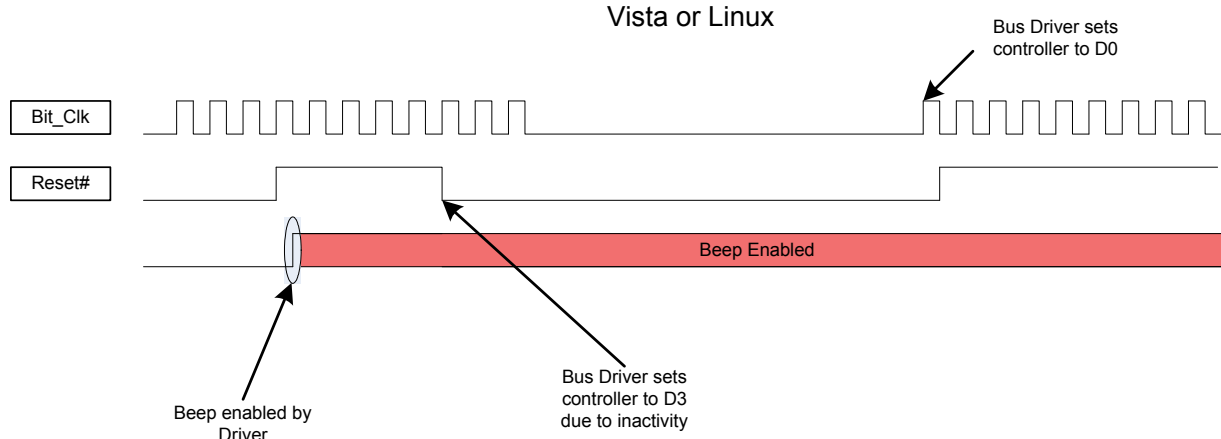 Vista or Linux
Bus Driver sets
controller to D0
Bit_Clk
Reset#
Beep Enabled
Beep enabled by
Driver
Bus Driver sets
controller to D3
due to inactivity